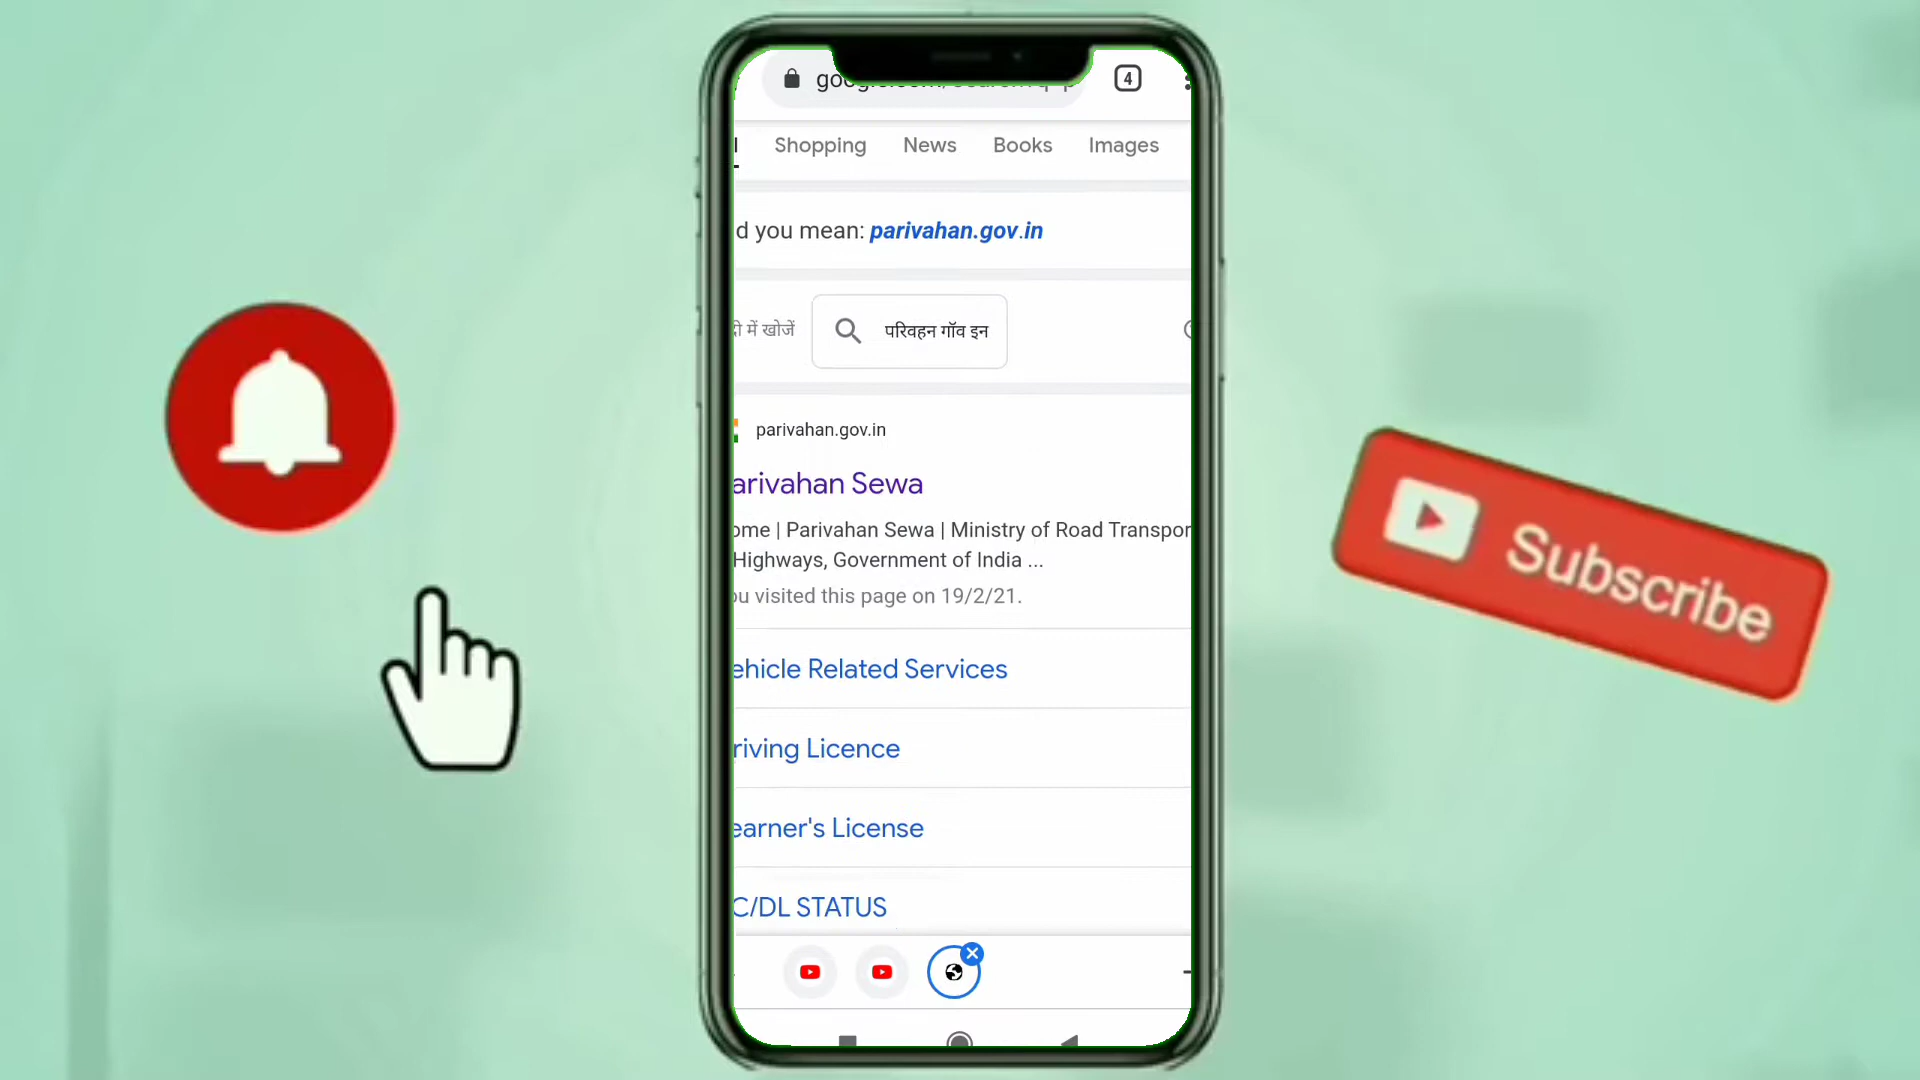 4
Shopping News Books Images
d you mean: parivahan.gov.in
में खोजें परिवहन गॉव इन
parivahan.gov.in
arivahan Sewa
ome | Parivahan Sewa | Ministry of Road Transpor
Highways, Government of India ...
ou visited this page on 19/2/21.
ehicle Related Services
riving Licence
earner's License
C/DL STATUS
Subscribe